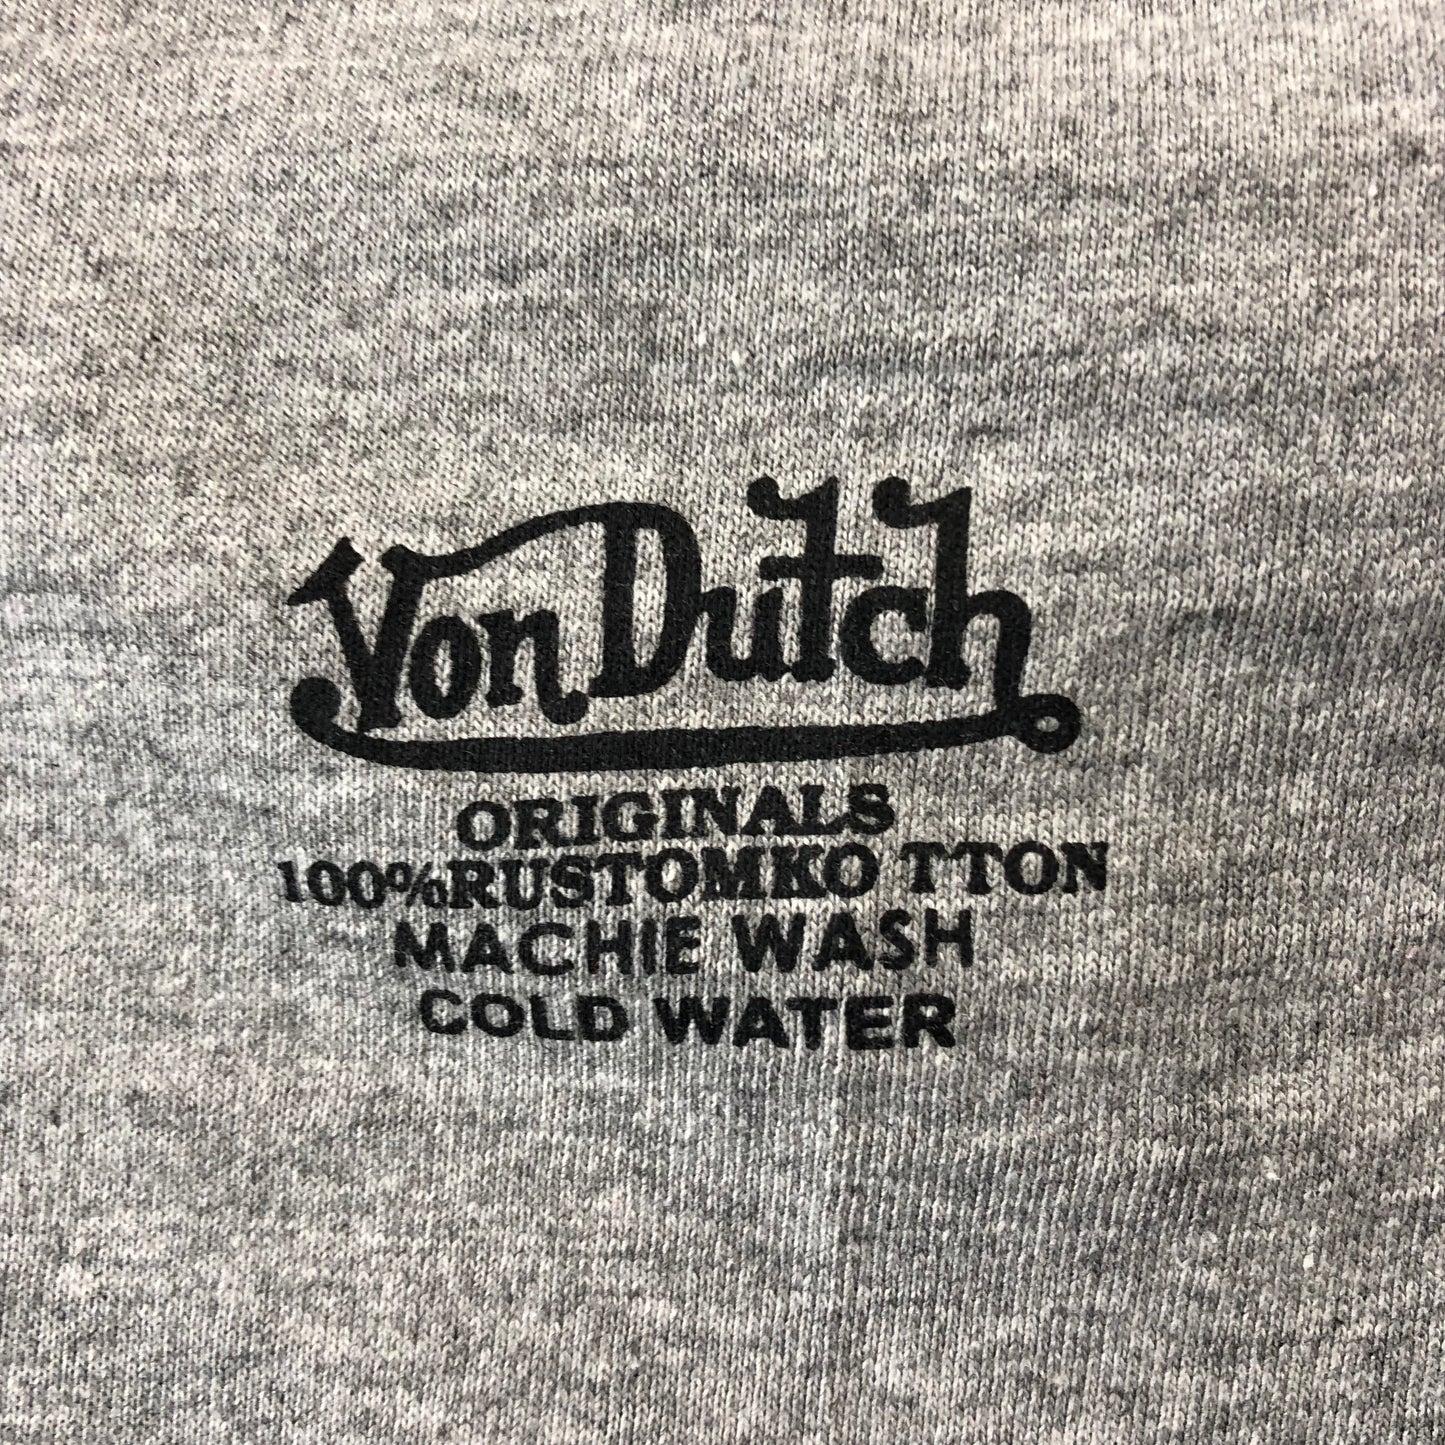 Von Dutch
ORIGINALS
100%RUSTOMKO TTON
MACHIE WASH
COLD WATER